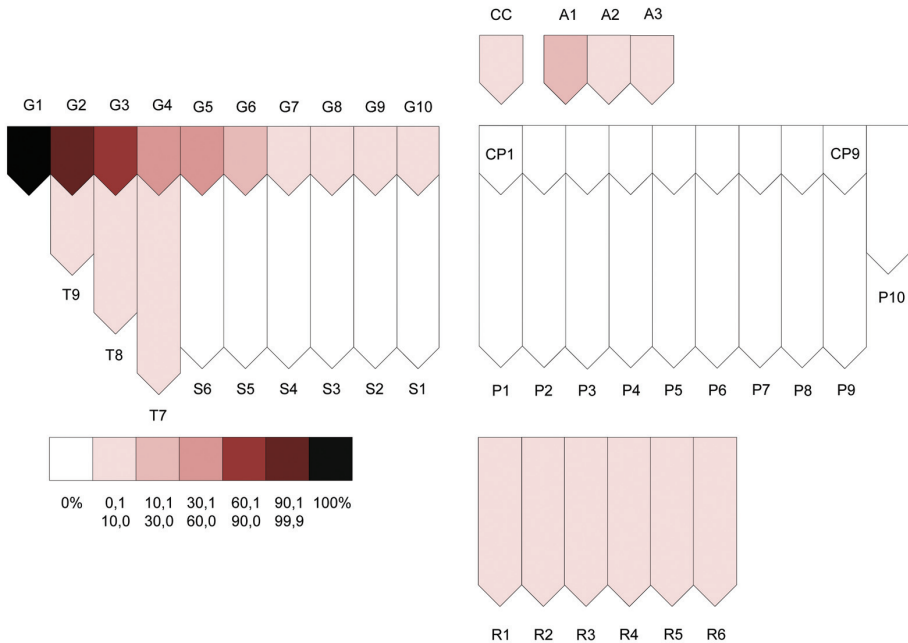 CC A1 A2 A3
G1 G2 G3 G4 G5 G6 G7 G8 G9 G10
CP1 CP9
T9 P10
T8
S6 S5 S4 S3 S2 S1 P1 P2 P3 P4 P5 P6 P7 P8 P9
T7
0% 0,1 10,1 30,1 60,1 90,1 100%
10,0 30,0 60,0 90,0 99,9
R1 R2 R3 R4 R5 R6